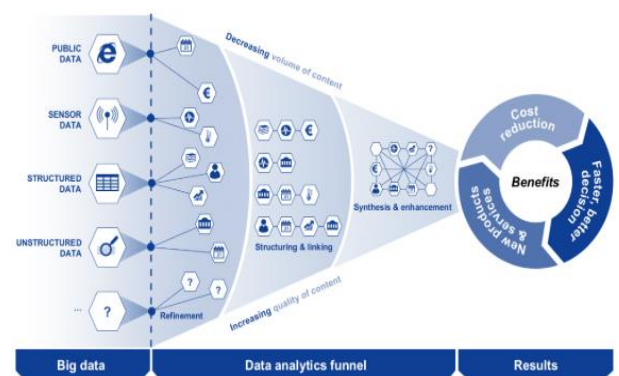 PUBLIC
DATA
SENSOR
DATA
STRUCTURED
DATA
UNSTRUCTURED
DATA
...
?
?
?
Refinement
Decreasing volume of content
€
€
Structuring & linking
€
?
Synthesis & enhancement
Increasing quality of content
Cost
reduction
Faster, better
decision
New products
& services
Benefits
Big data
Data analytics funnel
Results